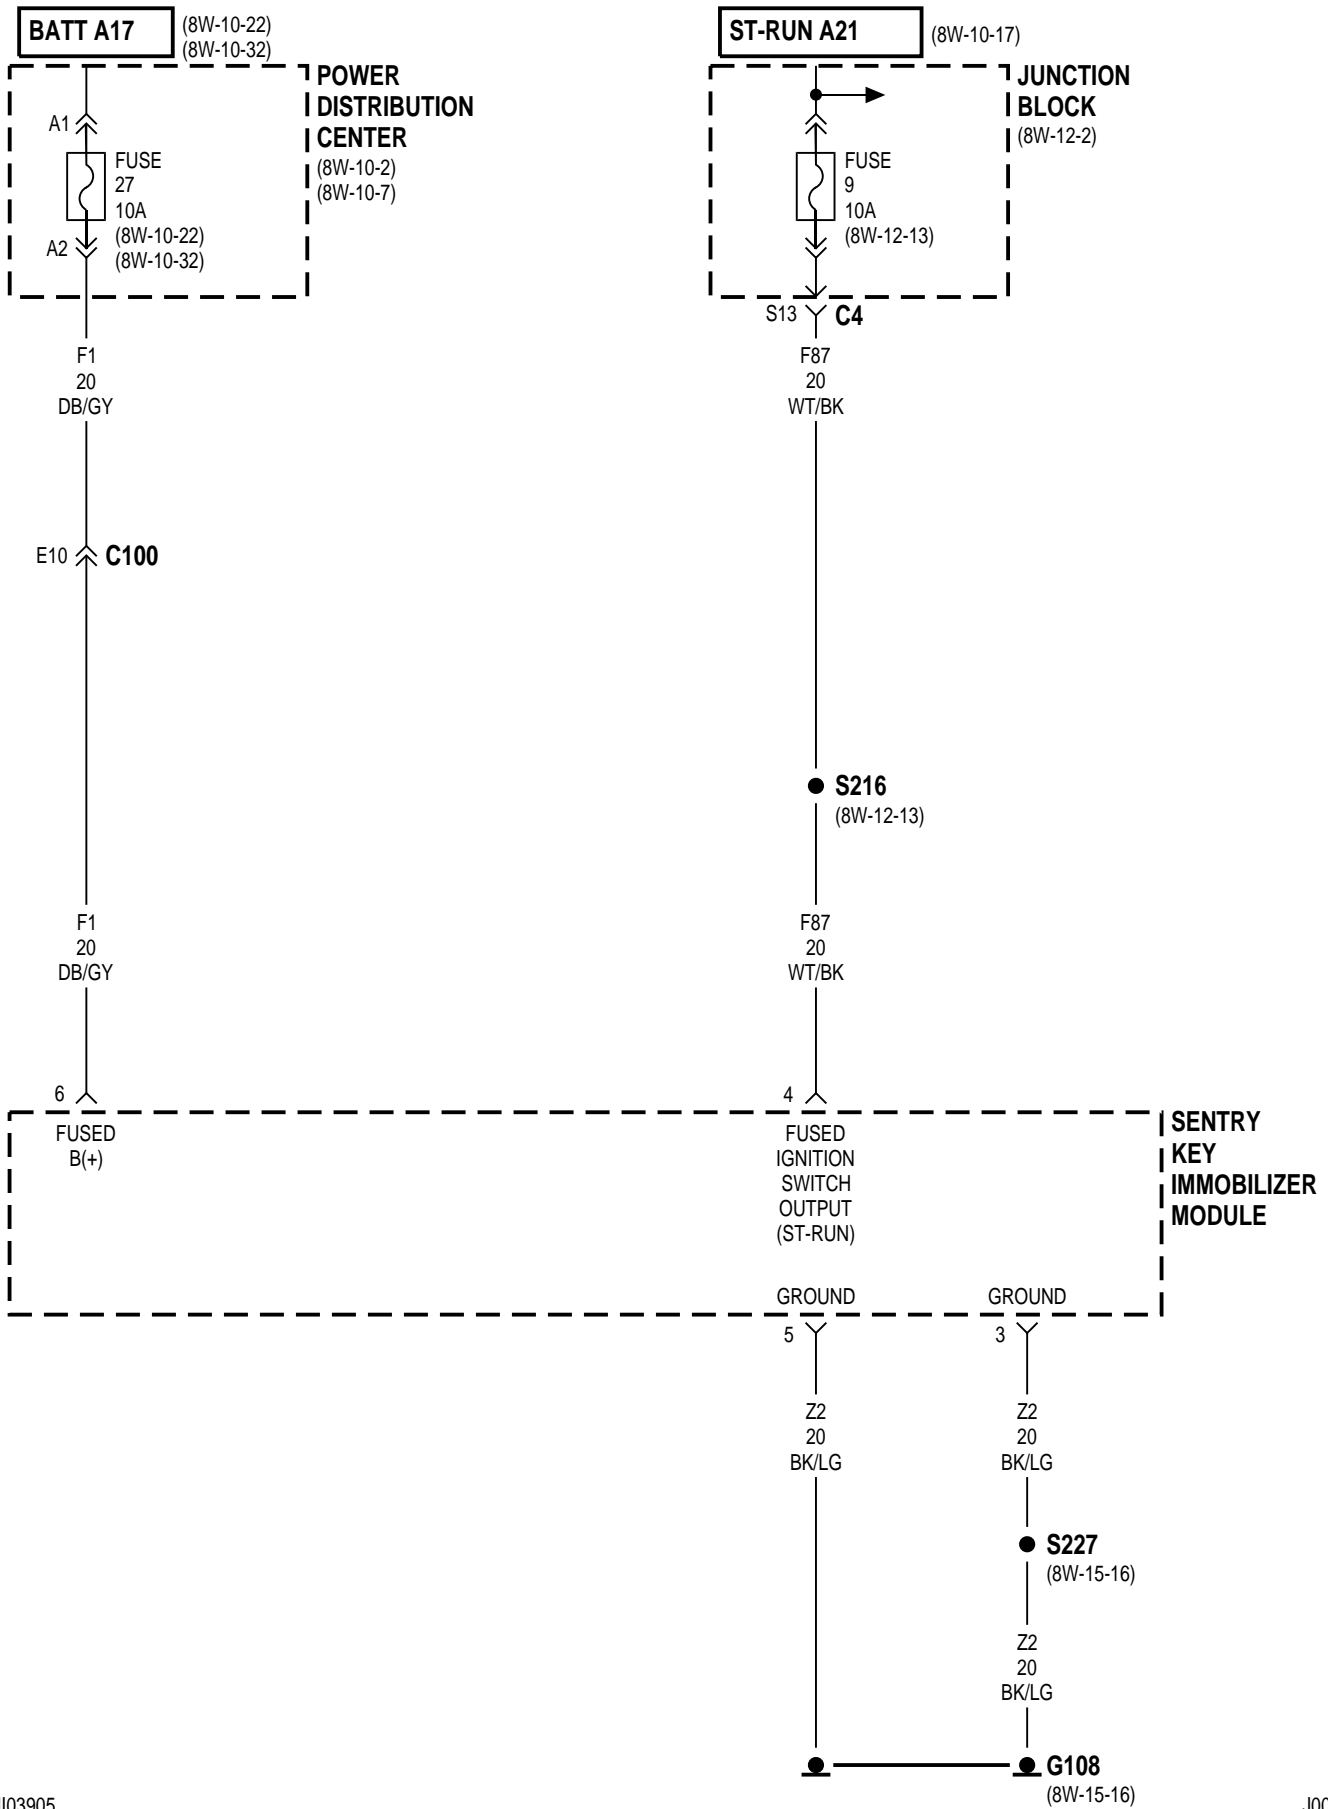 BATT A17
(8W-10-22)
(8W-10-32)
POWER
DISTRIBUTION
CENTER
(8W-10-2)
(8W-10-7)
A1
FUSE
27
10A
(8W-10-22)
(8W-10-32)
A2
ST-RUN A21
(8W-10-17)
JUNCTION
BLOCK
(8W-12-2)
FUSE
9
10A
(8W-12-13)
S13
C4
F1
20
DB/GY
F87
20
WT/BK
E10
C100
S216
(8W-12-13)
F1
20
DB/GY
F87
20
WT/BK
6
4
FUSED
B(+)
FUSED
IGNITION
SWITCH
OUTPUT
(ST-RUN)
SENTRY
KEY
IMMOBILIZER
MODULE
GROUND
GROUND
5
3
Z2
20
BK/LG
Z2
20
BK/LG
S227
(8W-15-16)
Z2
20
BK/LG
G108
(8W-15-16)